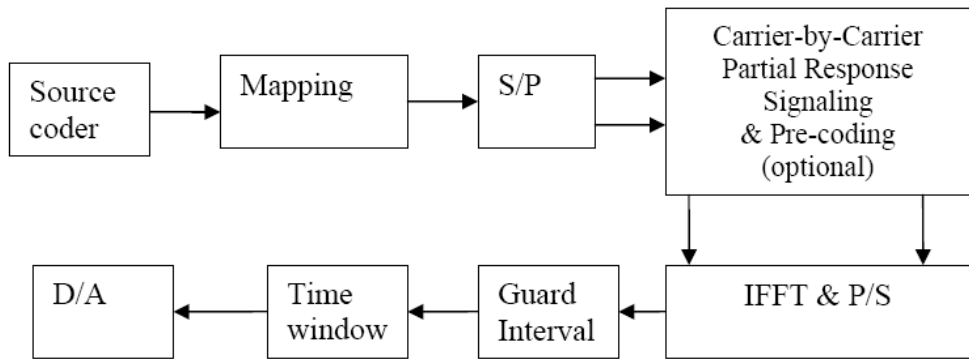 Source
coder
Mapping
S/P
Carrier-by-Carrier
Partial Response
Signaling
& Pre-coding
(optional)
D/A
Time
window
Guard
Interval
IFFT & P/S